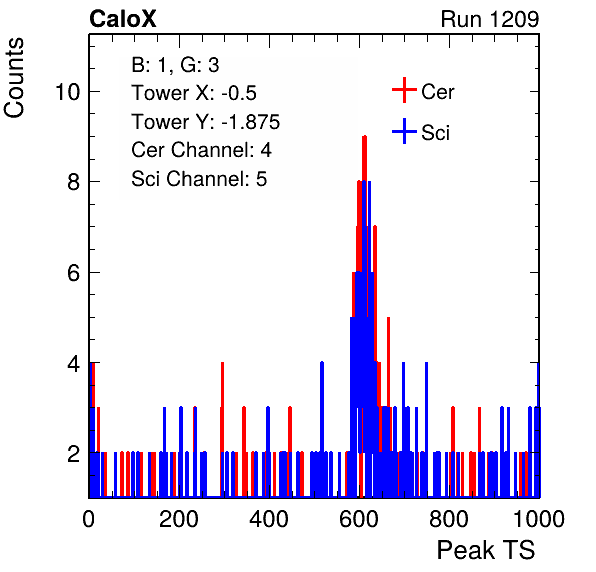 CaloX
Run 1209
Counts
B: 1, G: 3
Tower X: -0.5
Tower Y: -1.875
Cer Channel: 4
Sci Channel: 5
Cer
Sci
10
8
6
4
2
0 200 400 600 800 1000
Peak TS